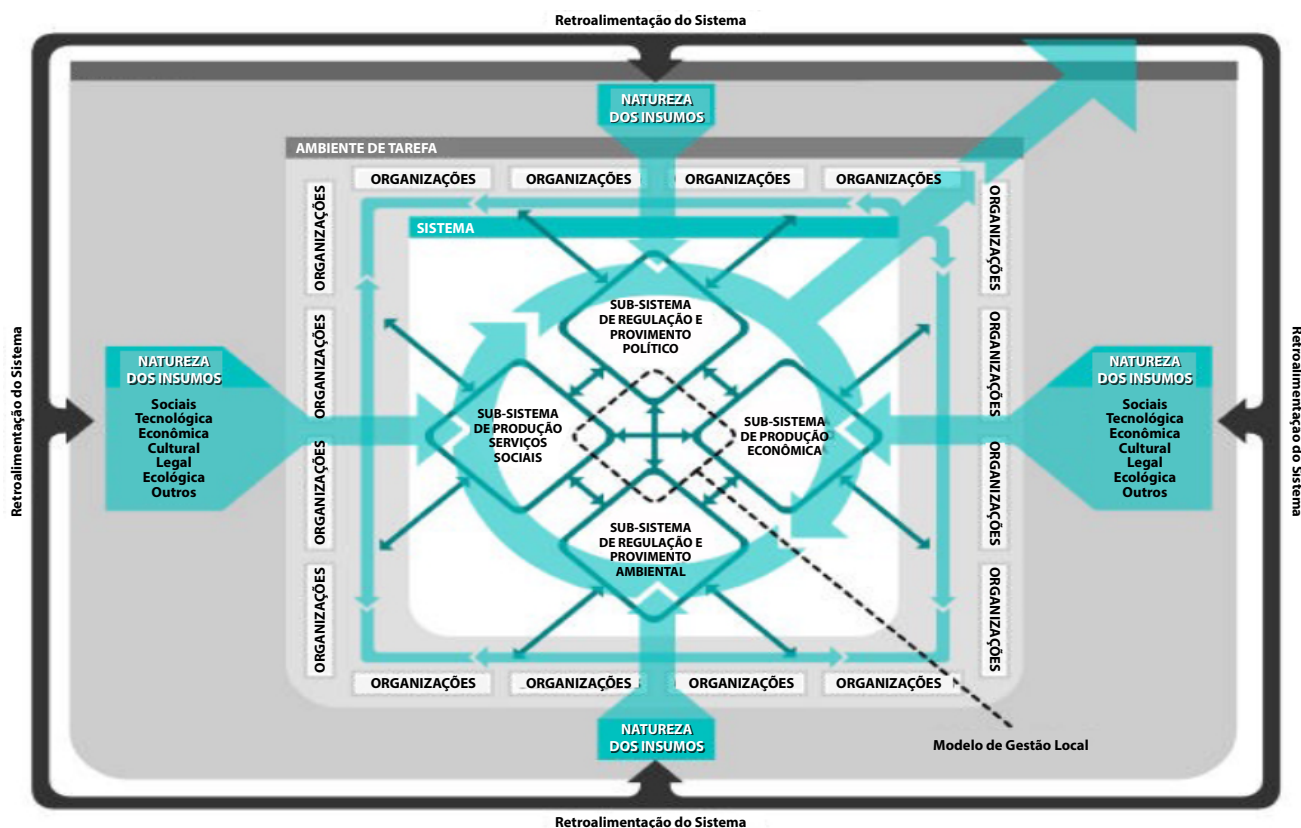 Retroalimentação do Sistema
NATUREZA
DOS INSUMOS
AMBIENTE DE TAREFA
ORGANIZAÇÕES
ORGANIZAÇÕES
ORGANIZAÇÕES
ORGANIZAÇÕES
ORGANIZAÇÕES
ORGANIZAÇÕES
ORGANIZAÇÕES
ORGANIZAÇÕES
SISTEMA
SUB-SISTEMA
DE REGULAÇÃO E
PROVIMENTO
POLÍTICO
Retroalimentação do Sistema
NATUREZA
DOS INSUMOS
Sociais
Tecnológica
Econômica
Cultural
Legal
Ecológica
Outros
ORGANIZAÇÕES
ORGANIZAÇÕES
SUB-SISTEMA
DE PRODUÇÃO
SERVIÇOS
SOCIAIS
SUB-SISTEMA
DE PRODUÇÃO
ECONÔMICA
ORGANIZAÇÕES
ORGANIZAÇÕES
NATUREZA
DOS INSUMOS
Sociais
Tecnológica
Econômica
Cultural
Legal
Ecológica
Outros
Retroalimentação do Sistema
SUB-SISTEMA
DE REGULAÇÃO E
PROVIMENTO
AMBIENTAL
ORGANIZAÇÕES
ORGANIZAÇÕES
ORGANIZAÇÕES
ORGANIZAÇÕES
NATUREZA
DOS INSUMOS
Modelo de Gestão Local
Retroalimentação do Sistema